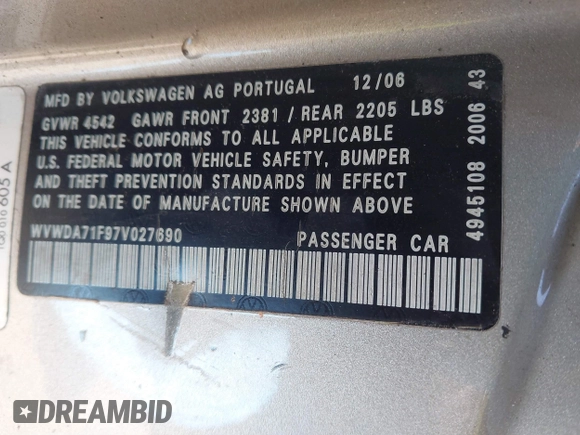 MFD BY VOLKSWAGEN AG PORTUGAL 12/06
GVWR 4542 GAWR FRONT 2381 / REAR 2205 LBS
THIS VEHICLE CONFORMS TO ALL APPLICABLE
U.S. FEDERAL MOTOR VEHICLE SAFETY, BUMPER
AND THEFT PREVENTION STANDARDS IN EFFECT
ON THE DATE OF MANUFACTURE SHOWN ABOVE
WVWDA71F97V027690 PASSENGER CAR
4945108 2006 43
605 A
DREAMBID